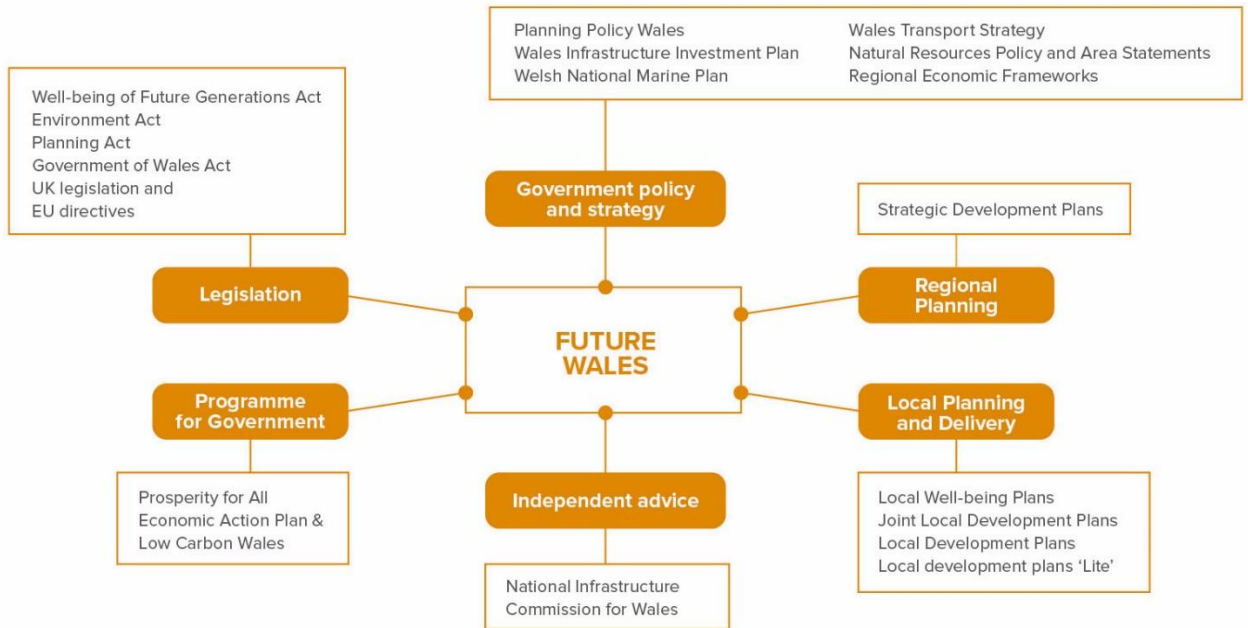 Planning Policy Wales
Wales Infrastructure Investment Plan
Welsh National Marine Plan
Wales Transport Strategy
Natural Resources Policy and Area Statements
Regional Economic Frameworks
Well-being of Future Generations Act
Environment Act
Planning Act
Government of Wales Act
UK legislation and
EU directives
Government policy
and strategy
Strategic Development Plans
Legislation
Regional
Planning
FUTURE
WALES
Programme
for Government
Local Planning
and Delivery
Prosperity for All
Economic Action Plan &
Low Carbon Wales
Independent advice
Local Well-being Plans
Joint Local Development Plans
Local Development Plans
Local development plans ‘Lite’
National Infrastructure
Commission for Wales